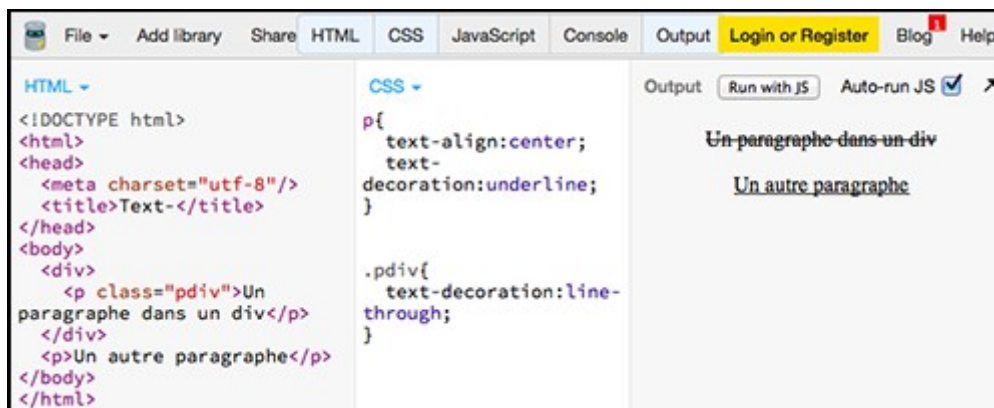 File Add library Share HTML CSS JavaScript Console Output Login or Register Blog 1 Help
HTML
<!DOCTYPE html>
<html>
<head>
<meta charset="utf-8"/>
<title>Text-</title>
</head>
<body>
<div>
<p class="pdiv">Un
paragraphe dans un div</p>
</div>
<p>Un autre paragraphe</p>
</body>
</html>
CSS
p{
text-align:center;
text-
decoration:underline;
}
.pdiv{
text-decoration:line-
through;
}
Output Run with JS Auto-run JS
Un paragraphe dans un div
Un autre paragraphe